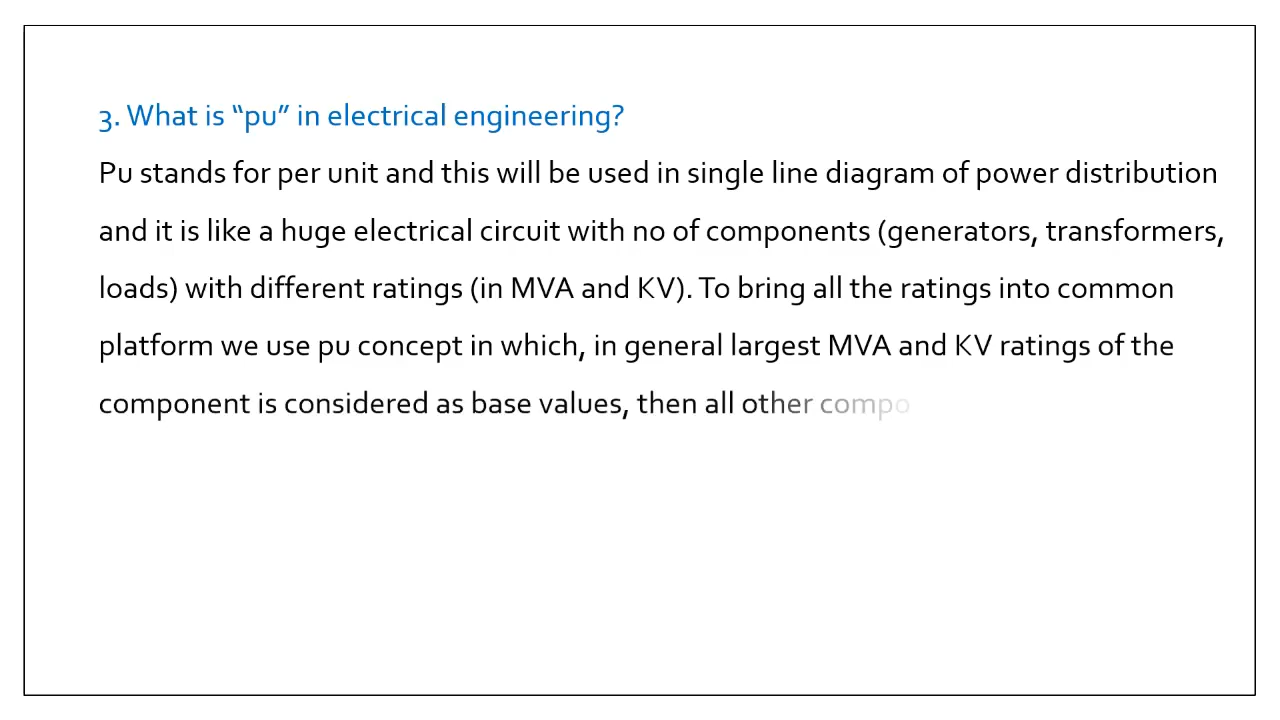 3. What is “pu” in electrical engineering?
Pu stands for per unit and this will be used in single line diagram of power distribution
and it is like a huge electrical circuit with no of components (generators, transformers,
loads) with different ratings (in MVA and KV). To bring all the ratings into common
platform we use pu concept in which, in general largest MVA and KV ratings of the
component is considered as base values, then all other compo